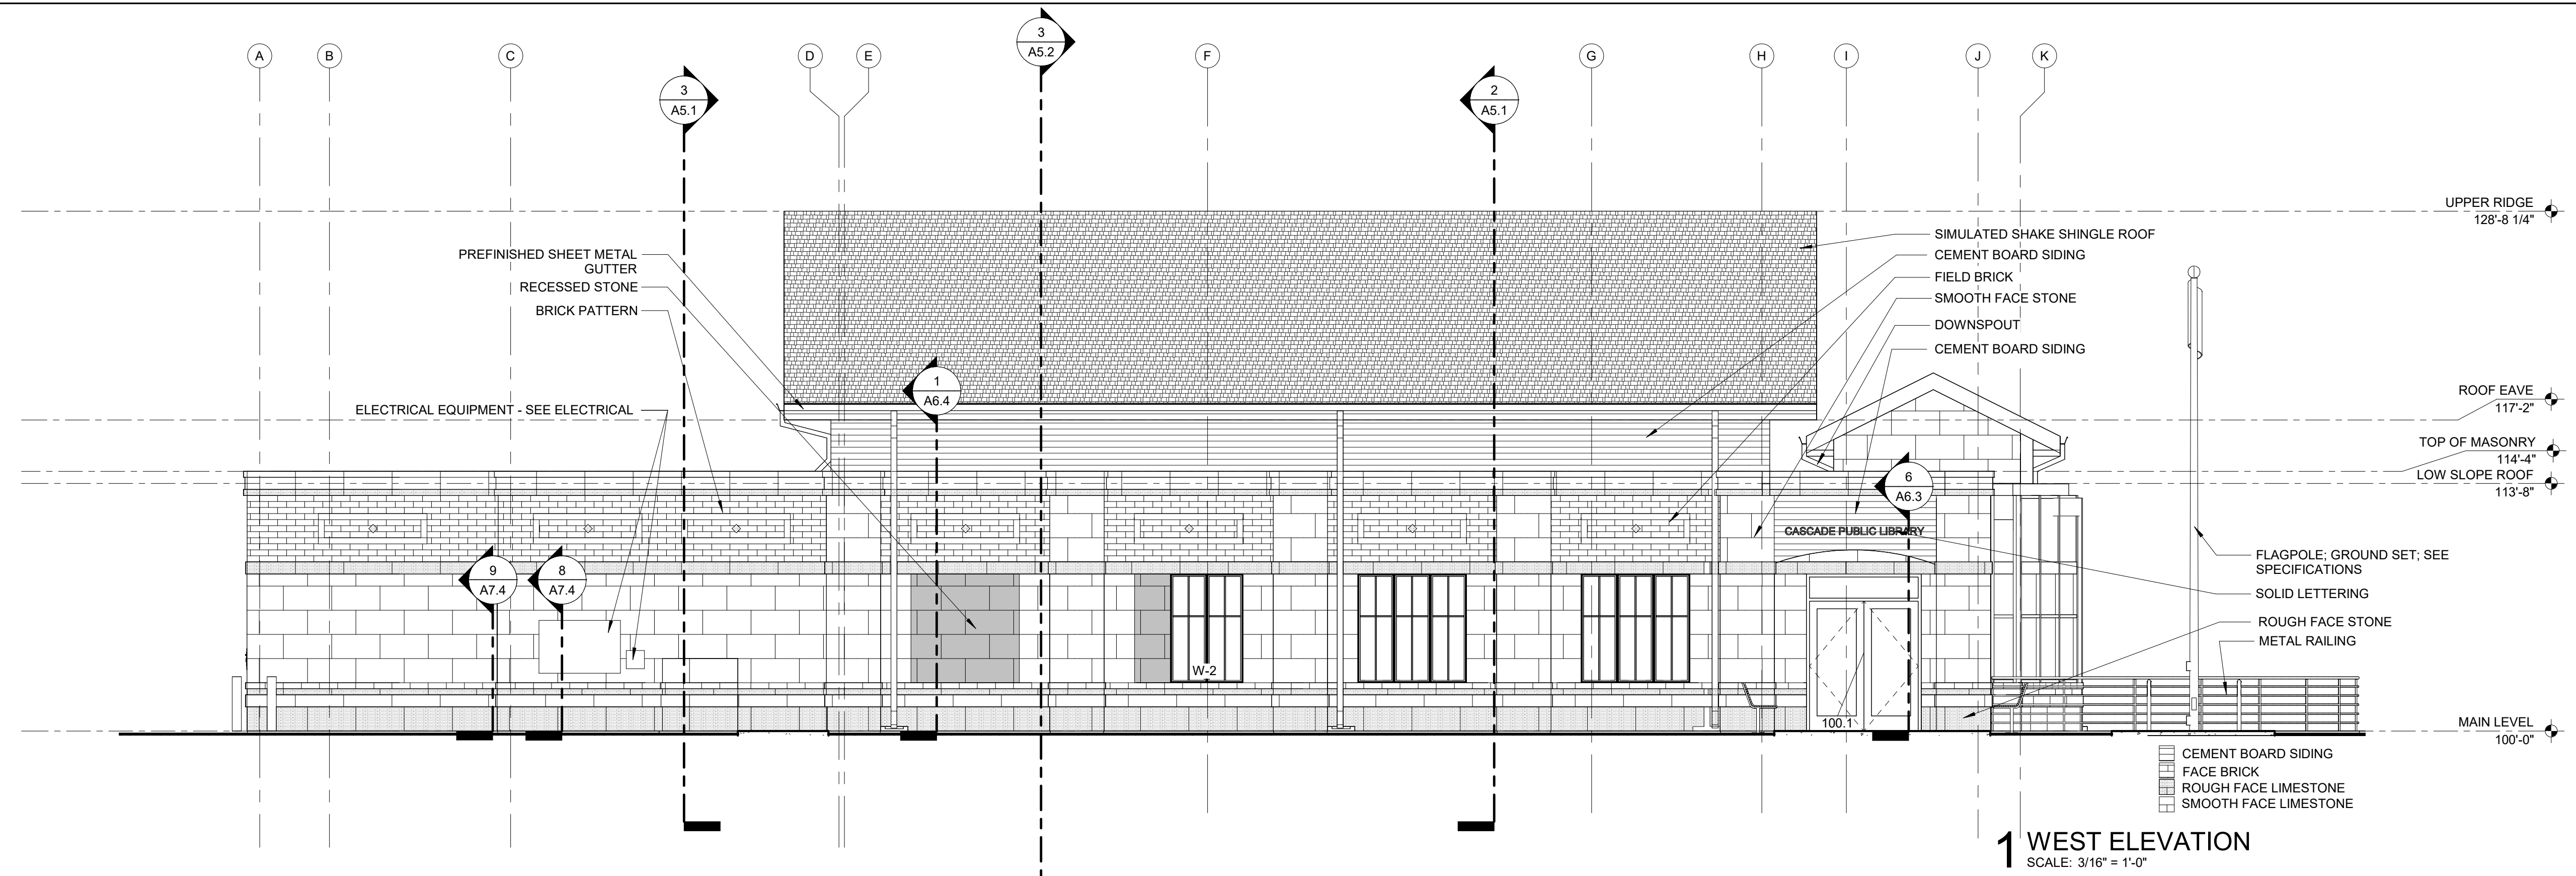 A
B
C
D
E
3
A5.2
F
G
H
I
J
K
3
A5.1
2
A5.1
UPPER RIDGE
128'-8 1/4"
PREFINISHED SHEET METAL
GUTTER
RECESSED STONE
BRICK PATTERN
SIMULATED SHAKE SHINGLE ROOF
CEMENT BOARD SIDING
FIELD BRICK
SMOOTH FACE STONE
DOWNSPOUT
CEMENT BOARD SIDING
1
A6.4
ELECTRICAL EQUIPMENT - SEE ELECTRICAL
ROOF EAVE
117'-2"
TOP OF MASONRY
114'-4"
LOW SLOPE ROOF
113'-8"
6
A6.3
CASCADE PUBLIC LIBRARY
9
A7.4
8
A7.4
FLAGPOLE; GROUND SET; SEE
SPECIFICATIONS
SOLID LETTERING
ROUGH FACE STONE
METAL RAILING
W-2
100.1
MAIN LEVEL
100'-0"
CEMENT BOARD SIDING
FACE BRICK
ROUGH FACE LIMESTONE
SMOOTH FACE LIMESTONE
1 WEST ELEVATION
SCALE: 3/16" = 1'-0"